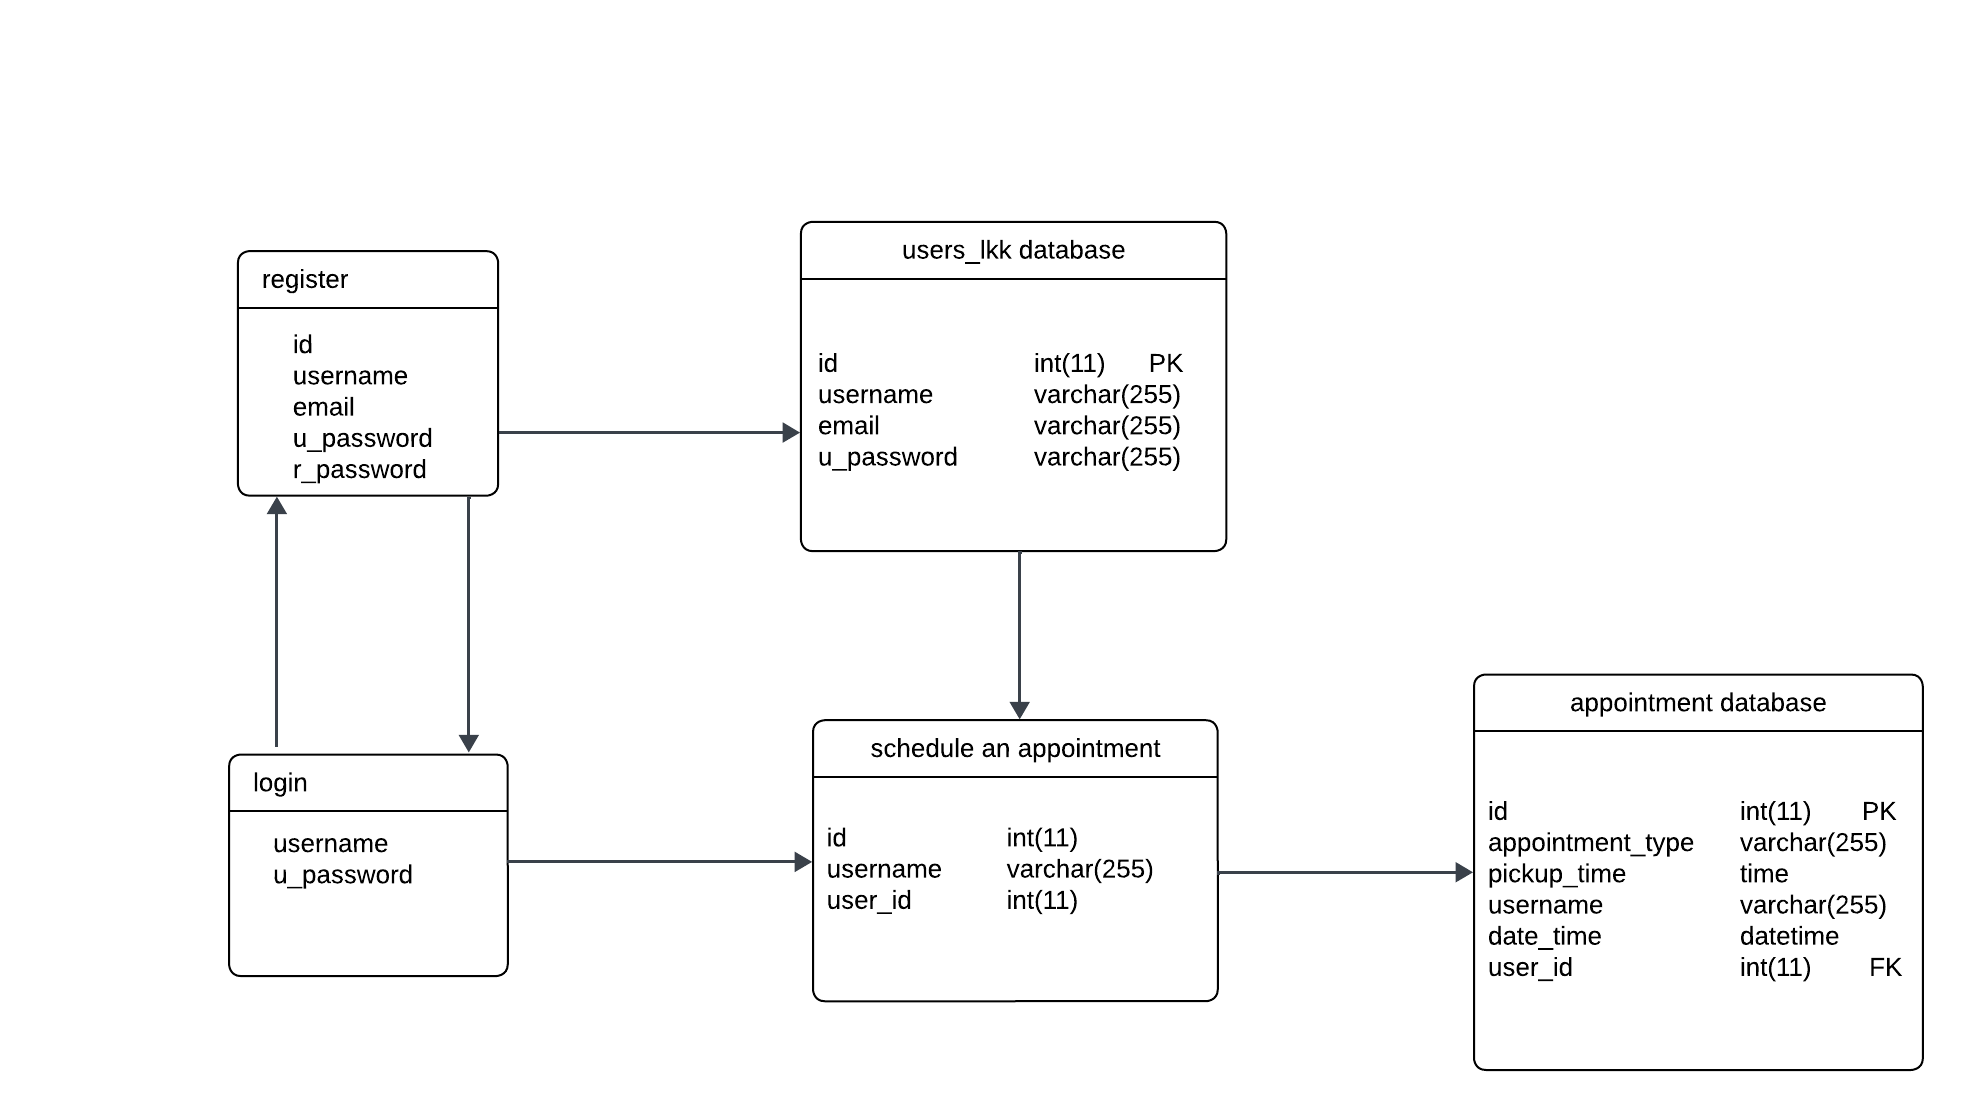 register
id
username
email
u_password
r_password
users_lkk database
id int(11) PK
username varchar(255)
email varchar(255)
u_password varchar(255)
login
username
u_password
schedule an appointment
id int(11)
username varchar(255)
user_id int(11)
appointment database
id int(11) PK
appointment_type varchar(255)
pickup_time time
username varchar(255)
date_time datetime
user_id int(11) FK